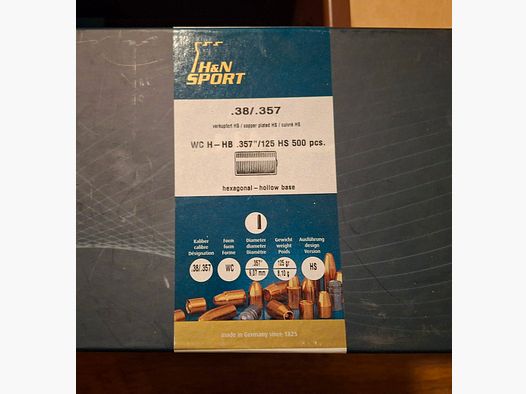 H&N
SPORT
.38/.357
verkupfert HS / copper plated HS / cuivré HS
WC H-HB .357"/125 HS 500 pcs.
hexagonal - hollow base
Kaliber
calibre
Désignation
Form
form
Forme
Diameter
diameter
Diamètre
Gewicht
weight
Poids
Ausführung
design
Version
.38/.357
WC
.357"
9,07 mm
125 gr
8,10 g
HS
made in Germany since 1825